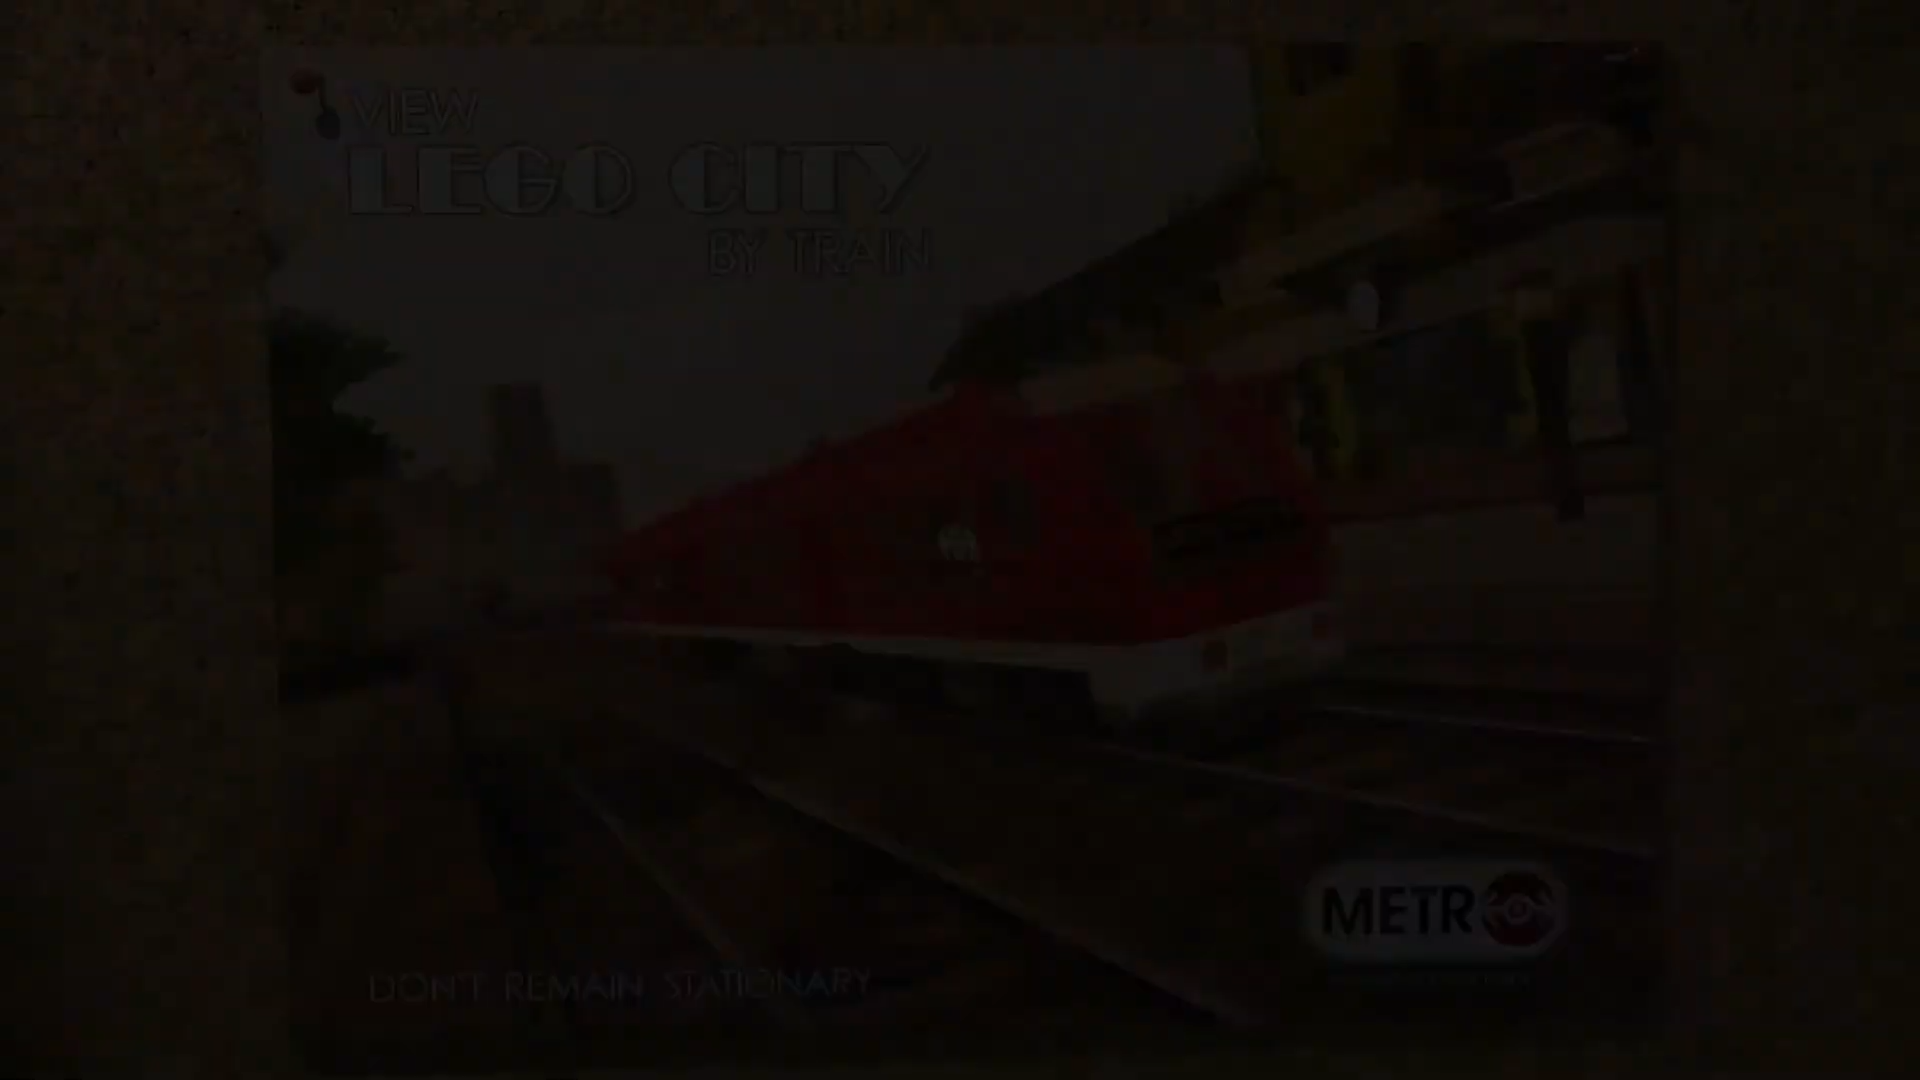 VIEW
LEGO CITY
BY TRAIN
METRO
DON'T REMAIN STATIONARY